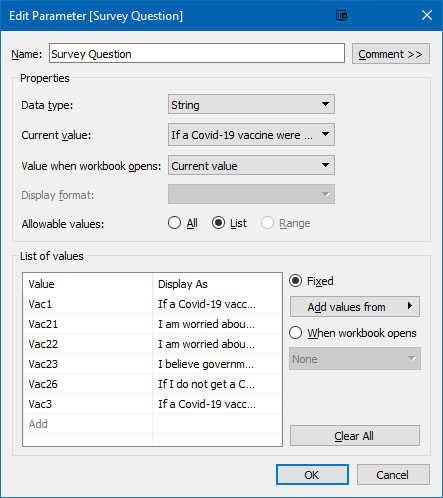 Edit Parameter [Survey Question]
Name: Survey Question Comment >>
Properties
Data type: String
Current value: If a Covid-19 vaccine were ...
Value when workbook opens: Current value
Display format:
Allowable values: All List Range
List of values
Value Display As
Vac1 If a Covid-19 vacc...
Vac21 I am worried abou...
Vac22 I am worried abou...
Vac23 I believe governm...
Vac26 If I do not get a C...
Vac3 If a Covid-19 vacc...
Add
Fixed
Add values from
When workbook opens
None
Clear All
OK Cancel